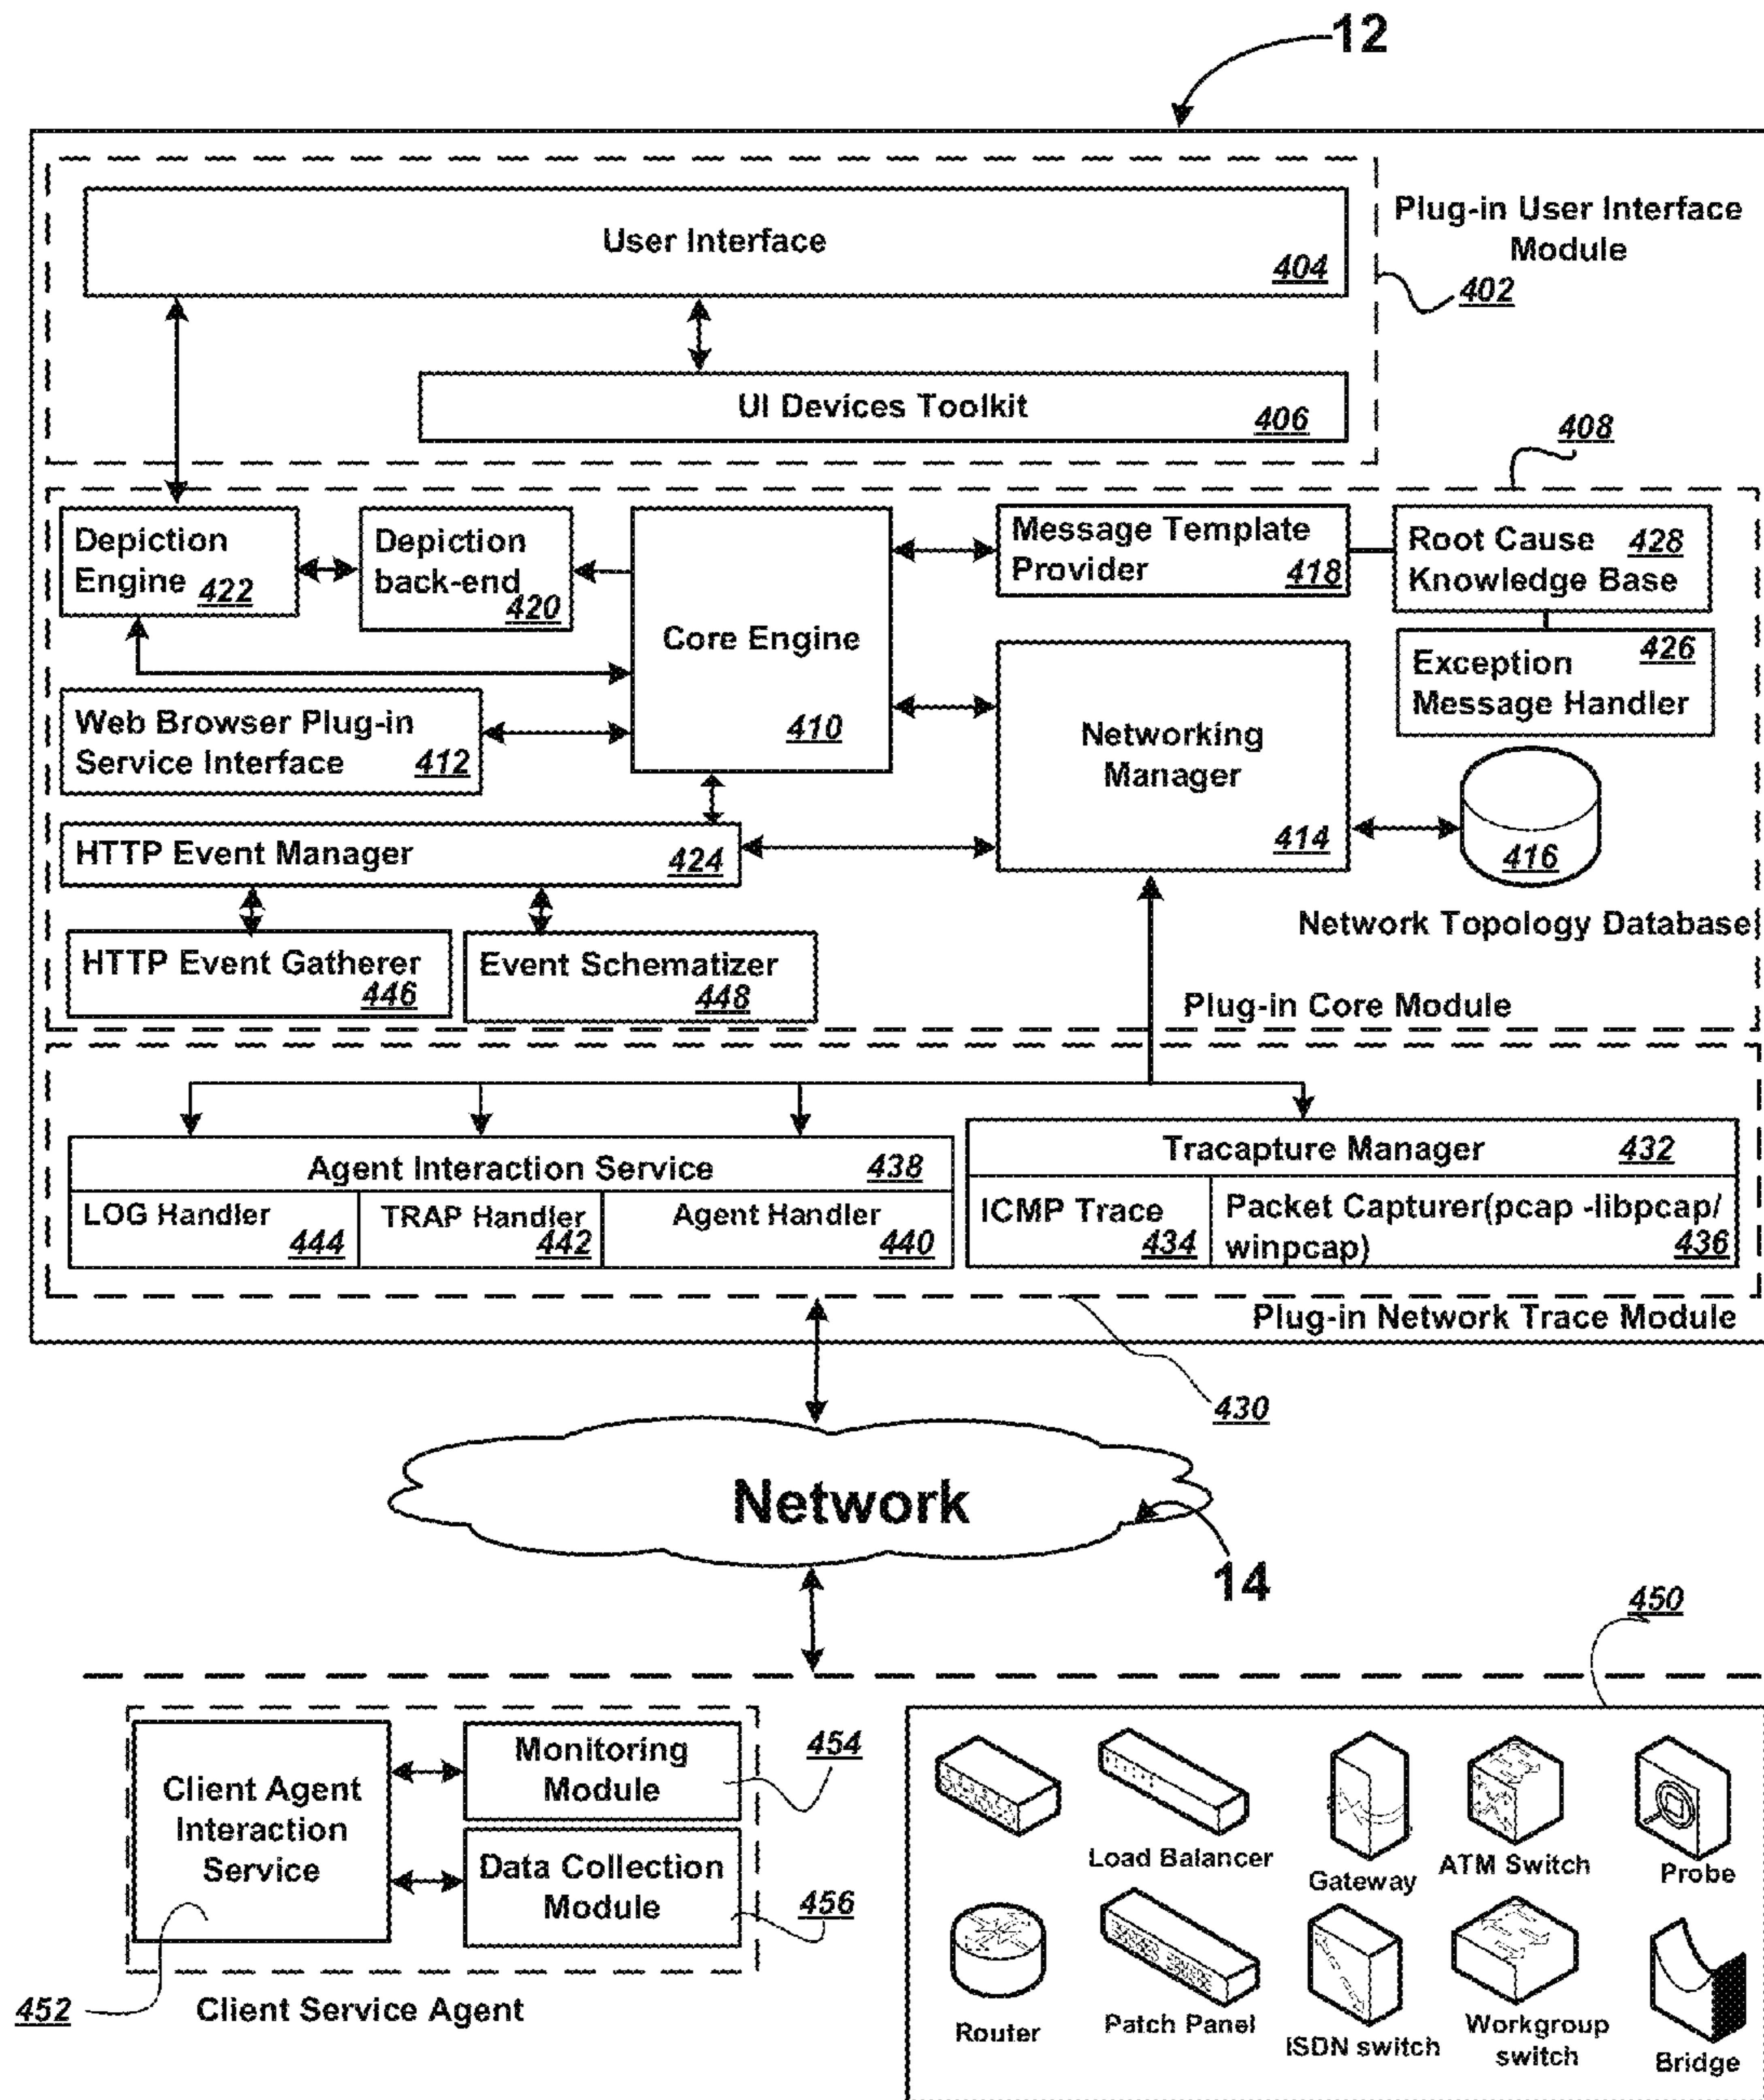 12
User Interface
404
Plug-in User Interface
Module
402
UI Devices Toolkit
406
408
Depiction
Engine
422
Depiction
back-end
420
Core Engine
410
Message Template
Provider
418
Root Cause
Knowledge Base
428
Exception
Message Handler
426
Web Browser Plug-in
Service Interface
412
Networking
Manager
414
416
Network Topology Database
HTTP Event Manager
424
HTTP Event Gatherer
446
Event Schematizer
448
Plug-in Core Module
Agent Interaction Service
438
LOG Handler
444
TRAP Handler
442
Agent Handler
440
Tracapture Manager
432
ICMP Trace
434
Packet Capturer(pcap -libpcap/
winpcap)
436
Plug-in Network Trace Module
430
Network
14
450
Client Agent
Interaction
Service
Monitoring
Module
454
Data Collection
Module
456
452
Client Service Agent
Load Balancer
Gateway
ATM Switch
Probe
Router
Patch Panel
ISDN switch
Workgroup
switch
Bridge